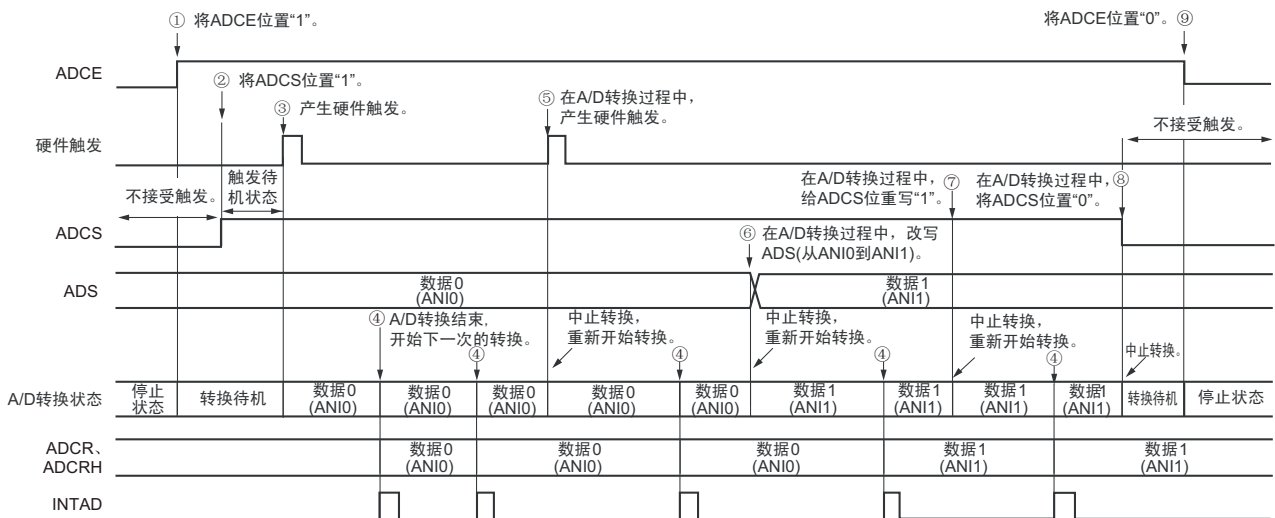 ① 将ADCE位置“1”。
将ADCE位置“0”。⑨
ADCE
② 将ADCS位置“1”。
③ 产生硬件触发。
⑤ 在A/D转换过程中，
产生硬件触发。
不接受触发。
硬件触发
触发待
机状态
不接受触发。
在A/D转换过程中，⑦
给ADCS位重写“1”。
在A/D转换过程中，⑧
将ADCS位置“0”。
ADCS
⑥ 在A/D转换过程中，改写
ADS(从ANI0到ANI1)。
ADS
数据0
(ANI0)
数据1
(ANI1)
④ A/D转换结束,
开始下一次的转换。
④
中止转换，
重新开始转换。
④
中止转换，
重新开始转换。
④
中止转换，
重新开始转换。
④
中止转换。
A/D转换状态
停止
状态
转换待机
数据0
(ANI0)
数据0
(ANI0)
数据0
(ANI0)
数据0
(ANI0)
数据0
(ANI0)
数据1
(ANI1)
数据1
(ANI1)
数据1
(ANI1)
数据1
(ANI1)
转换待机
停止状态
ADCR、
ADCRH
数据0
(ANI0)
数据0
(ANI0)
数据0
(ANI0)
数据1
(ANI1)
数据1
(ANI1)
INTAD